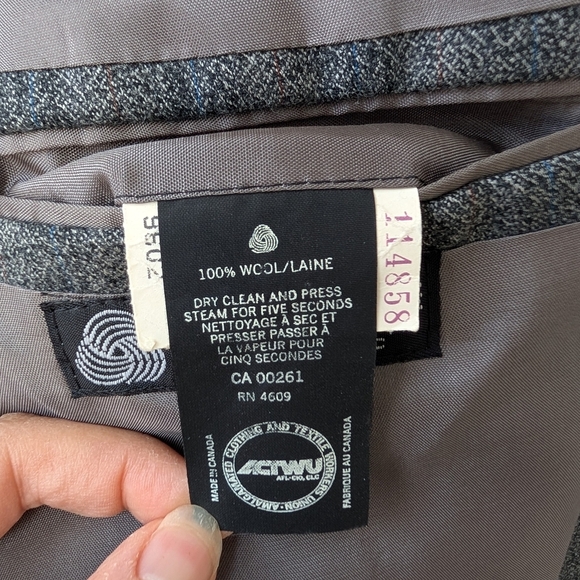 9602
114858
100% WOOL/LAINE
DRY CLEAN AND PRESS
STEAM FOR FIVE SECONDS
NETTOYAGE À SEC ET
PRESSER PASSER À
LA VAPEUR POUR
CINQ SECONDES
CA 00261
RN 4609
MADE IN CANADA
AMALGAMATED CLOTHING AND TEXTILE WORKERS UNION
ACTWU
AFL-CIO, CLC
FABRIQUE AU CANADA